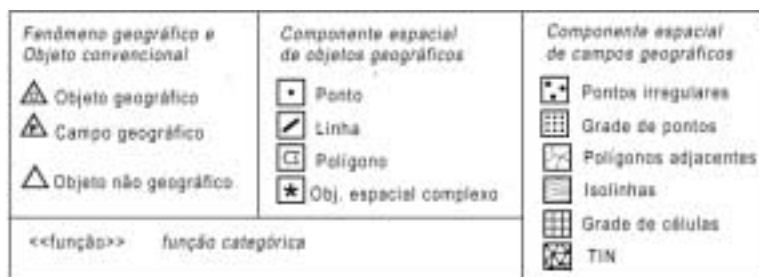 Fenômeno geográfico e
Objeto convencional
Objeto geográfico
Campo geográfico
Objeto não geográfico
Componente espacial
de objetos geográficos
Ponto
Linha
Polígono
Obj. espacial complexo
Componente espacial
de campos geográficos
Pontos irregulares
Grade de pontos
Polígonos adjacentes
Isolinhas
Grade de células
TIN
<<função>> função categórica